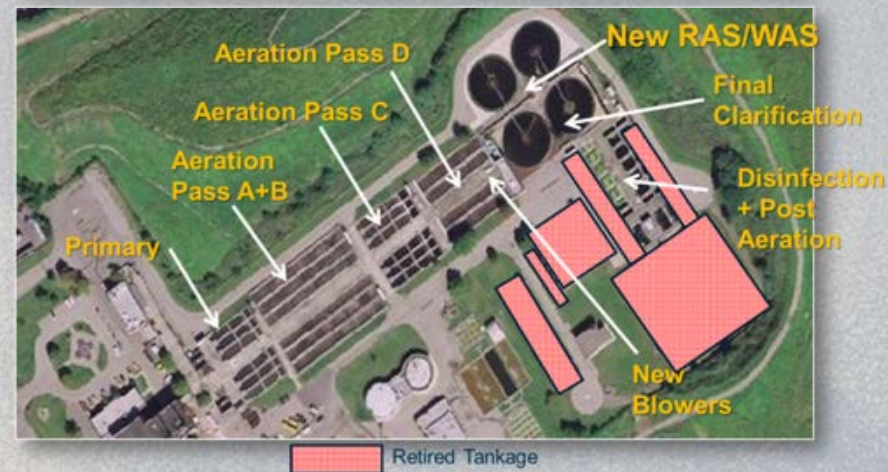 New RAS/WAS
Aeration Pass D
Final
Clarification
Aeration Pass C
Aeration
Pass A+B
Disinfection
+ Post
Aeration
Primary
New
Blowers
Retired Tankage